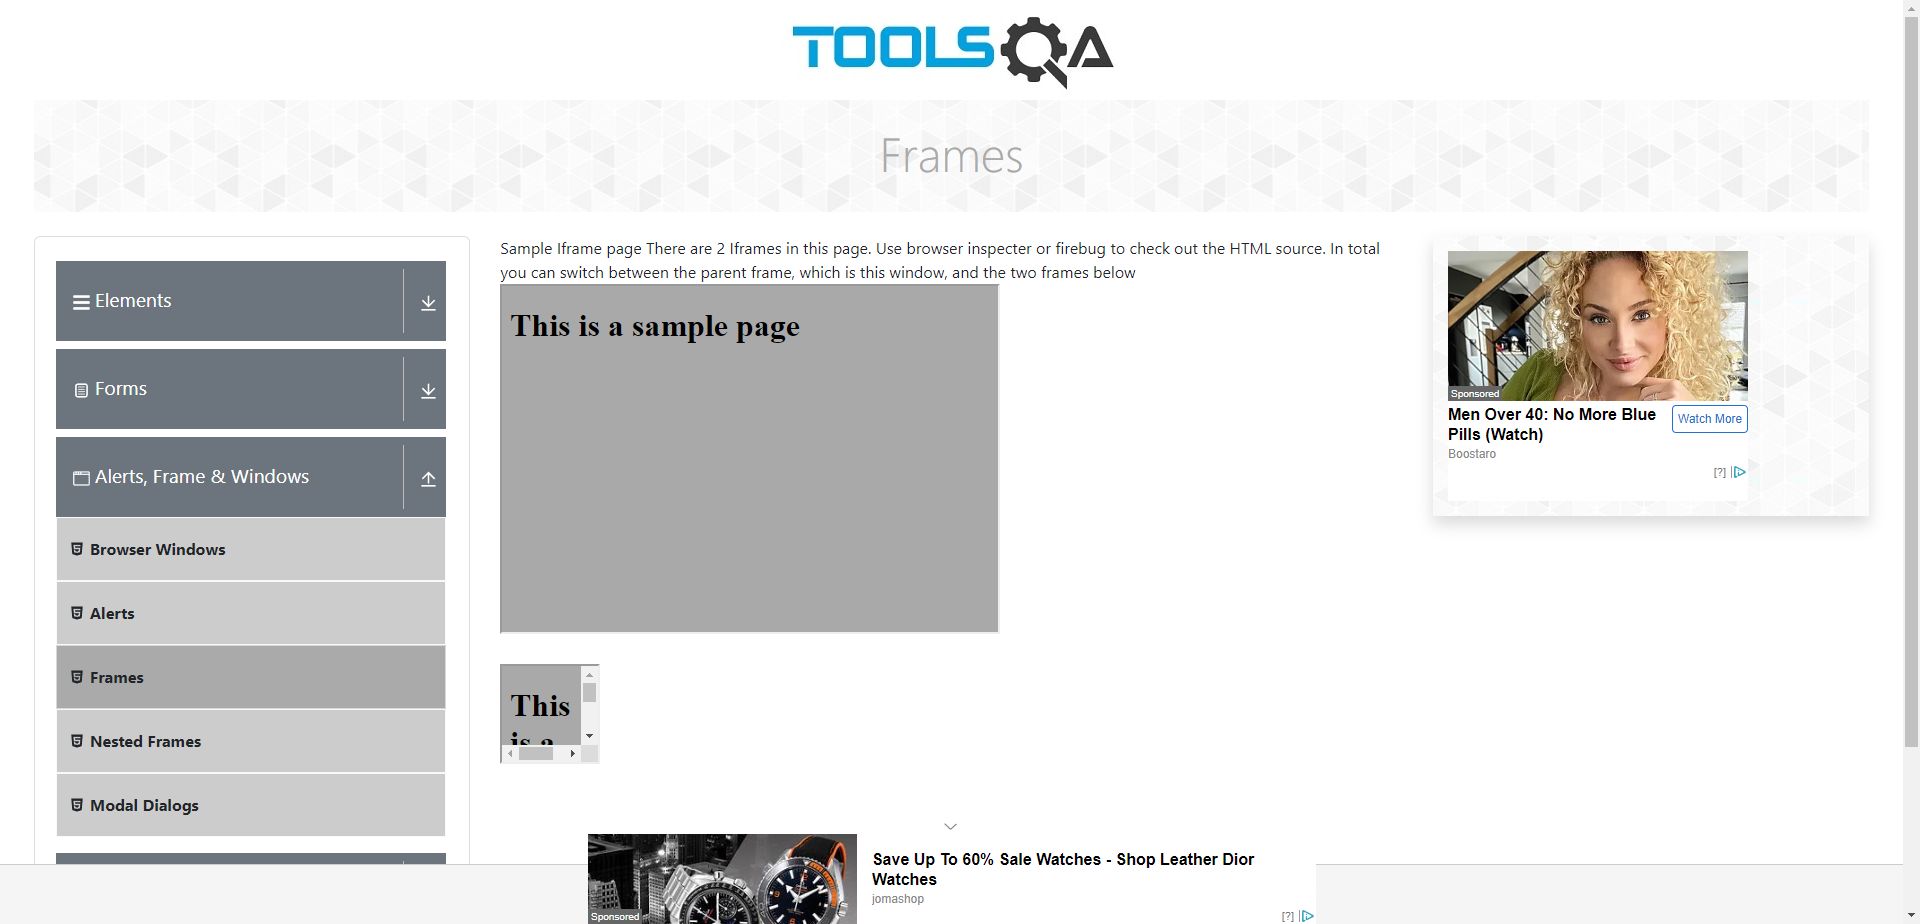 TOOLSQA
Frames
Elements
Forms
Alerts, Frame & Windows
Browser Windows
Alerts
Frames
Nested Frames
Modal Dialogs
Sample Iframe page There are 2 Iframes in this page. Use browser inspecter or firebug to check out the HTML source. In total
you can switch between the parent frame, which is this window, and the two frames below
This is a sample page
This
is a
Sponsored
Men Over 40: No More Blue
Pills (Watch)
Watch More
Boostaro
[?]
Save Up To 60% Sale Watches - Shop Leather Dior
Watches
jomashop
Sponsored
[?]